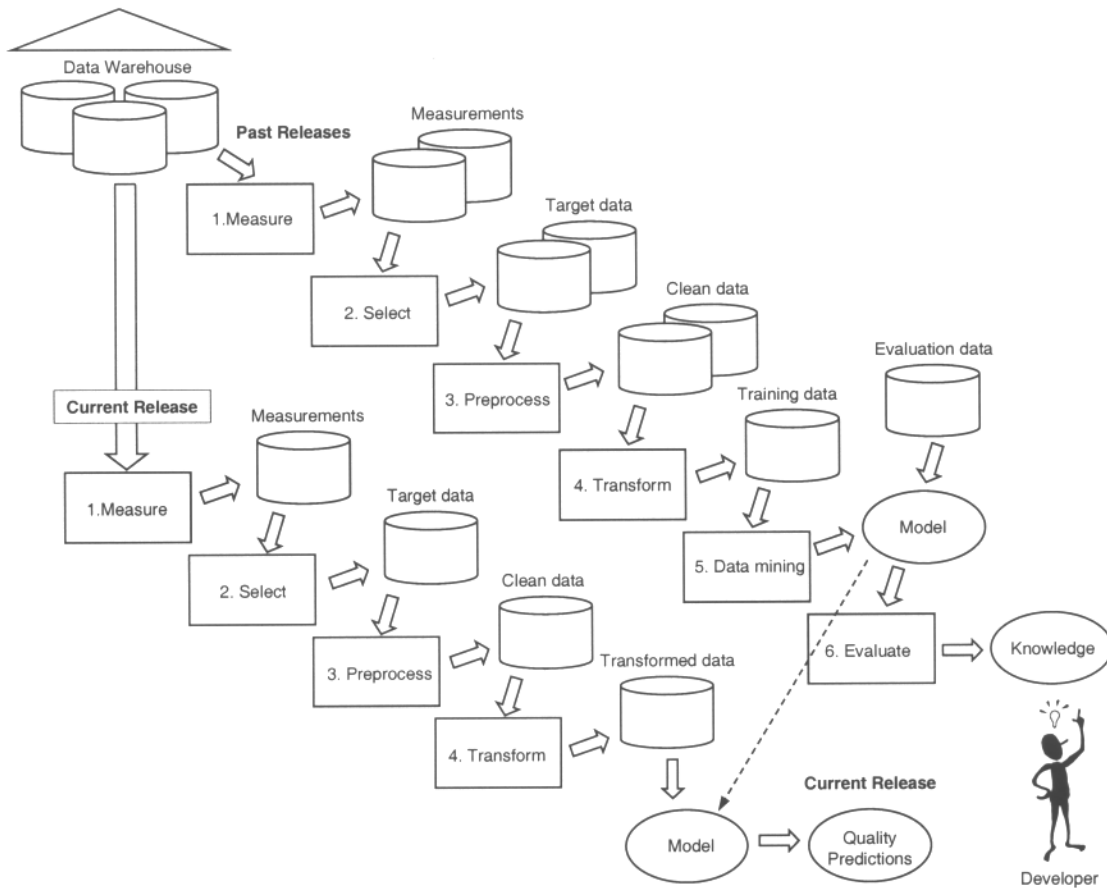 Data Warehouse
Past Releases
Measurements
1.Measure
Target data
2. Select
Clean data
3. Preprocess
Evaluation data
Training data
4. Transform
Model
5. Data mining
6. Evaluate
Knowledge
Current Release
Measurements
1.Measure
Target data
2. Select
Clean data
3. Preprocess
Transformed data
4. Transform
Current Release
Model
Quality
Predictions
Developer